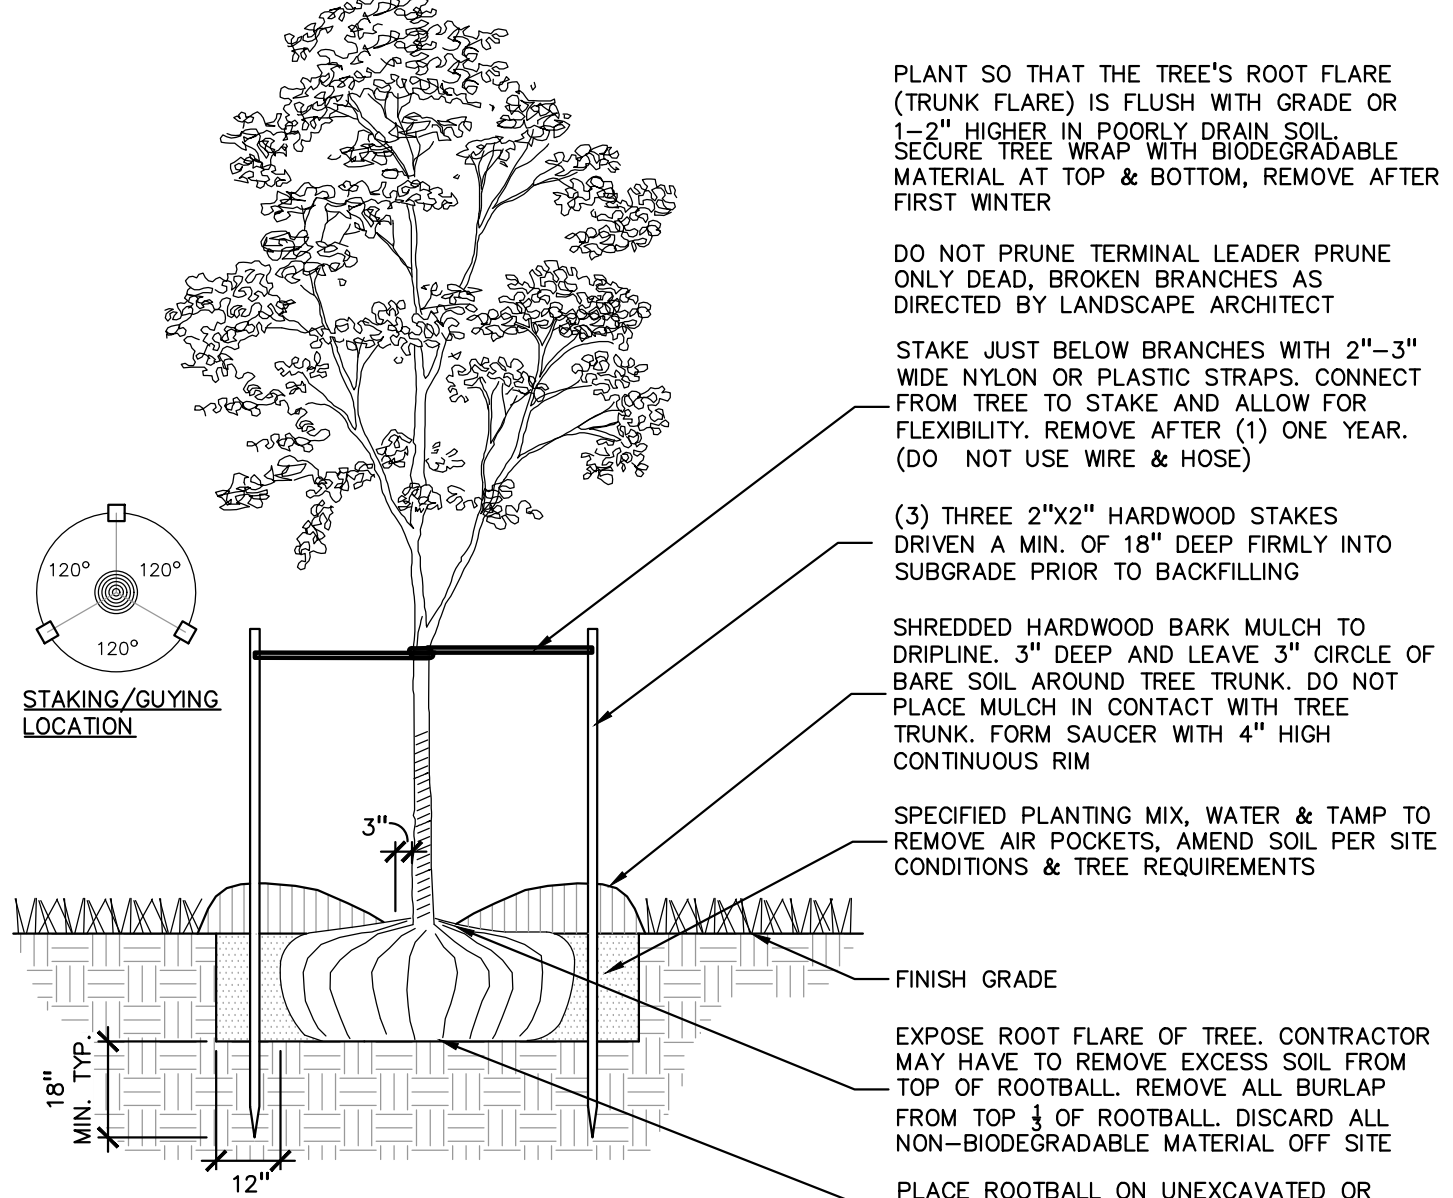 PLANT SO THAT THE TREE'S ROOT FLARE
(TRUNK FLARE) IS FLUSH WITH GRADE OR
1-2" HIGHER IN POORLY DRAIN SOIL.
SECURE TREE WRAP WITH BIODEGRADABLE
MATERIAL AT TOP & BOTTOM, REMOVE AFTER
FIRST WINTER
DO NOT PRUNE TERMINAL LEADER PRUNE
ONLY DEAD, BROKEN BRANCHES AS
DIRECTED BY LANDSCAPE ARCHITECT
STAKE JUST BELOW BRANCHES WITH 2"-3"
WIDE NYLON OR PLASTIC STRAPS. CONNECT
FROM TREE TO STAKE AND ALLOW FOR
FLEXIBILITY. REMOVE AFTER (1) ONE YEAR.
(DO NOT USE WIRE & HOSE)
(3) THREE 2"X2" HARDWOOD STAKES
DRIVEN A MIN. OF 18" DEEP FIRMLY INTO
SUBGRADE PRIOR TO BACKFILLING
SHREDDED HARDWOOD BARK MULCH TO
DRIPLINE. 3" DEEP AND LEAVE 3" CIRCLE OF
BARE SOIL AROUND TREE TRUNK. DO NOT
PLACE MULCH IN CONTACT WITH TREE
TRUNK. FORM SAUCER WITH 4" HIGH
CONTINUOUS RIM
SPECIFIED PLANTING MIX, WATER & TAMP TO
REMOVE AIR POCKETS, AMEND SOIL PER SITE
CONDITIONS & TREE REQUIREMENTS
FINISH GRADE
EXPOSE ROOT FLARE OF TREE. CONTRACTOR
MAY HAVE TO REMOVE EXCESS SOIL FROM
TOP OF ROOTBALL. REMOVE ALL BURLAP
FROM TOP 1/3 OF ROOTBALL. DISCARD ALL
NON-BIODEGRADABLE MATERIAL OFF SITE
PLACE ROOTBALL ON UNEXCAVATED OR
120° 120°
120°
STAKING/GUYING
LOCATION
3"
18"
MIN. TYP.
12"